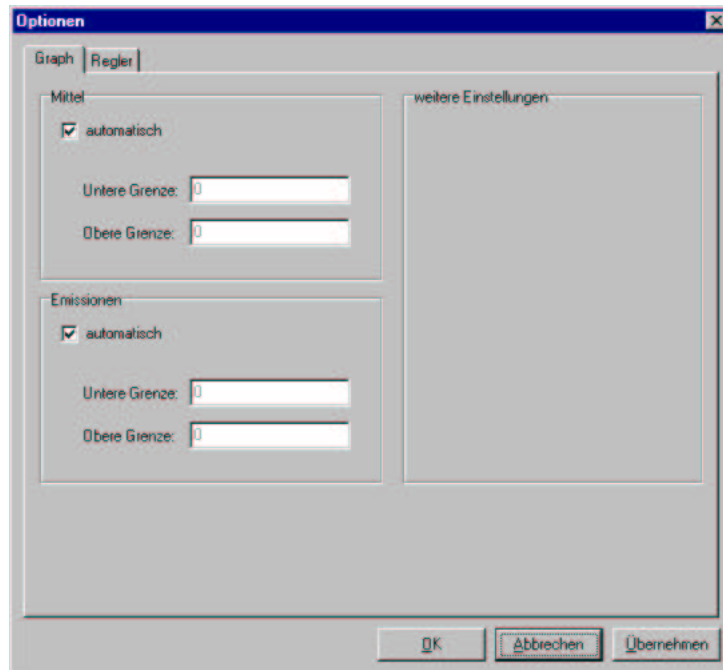 Optionen
Graph Regler
Mittel
automatisch
Untere Grenze: 0
Obere Grenze: 0
Emissionen
automatisch
Untere Grenze: 0
Obere Grenze: 0
weitere Einstellungen
OK Abbrechen Übernehmen